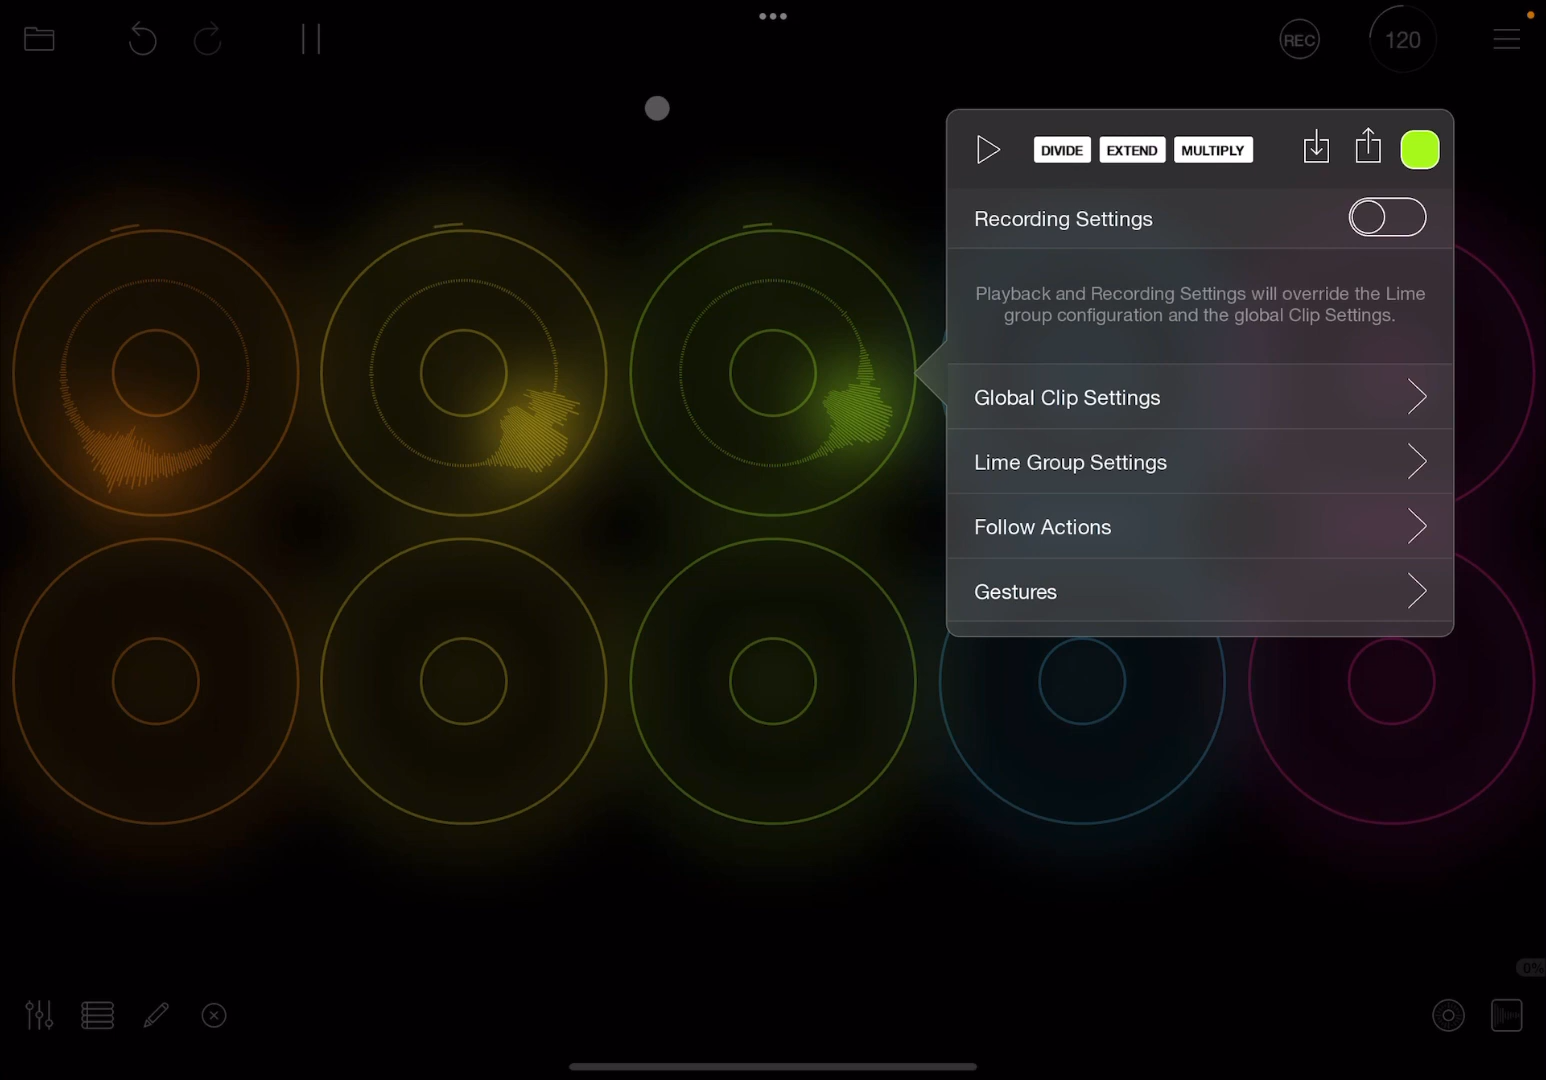 REC
120
DIVIDE EXTEND MULTIPLY
Recording Settings
Playback and Recording Settings will override the Lime
group configuration and the global Clip Settings.
Global Clip Settings
Lime Group Settings
Follow Actions
Gestures
0%